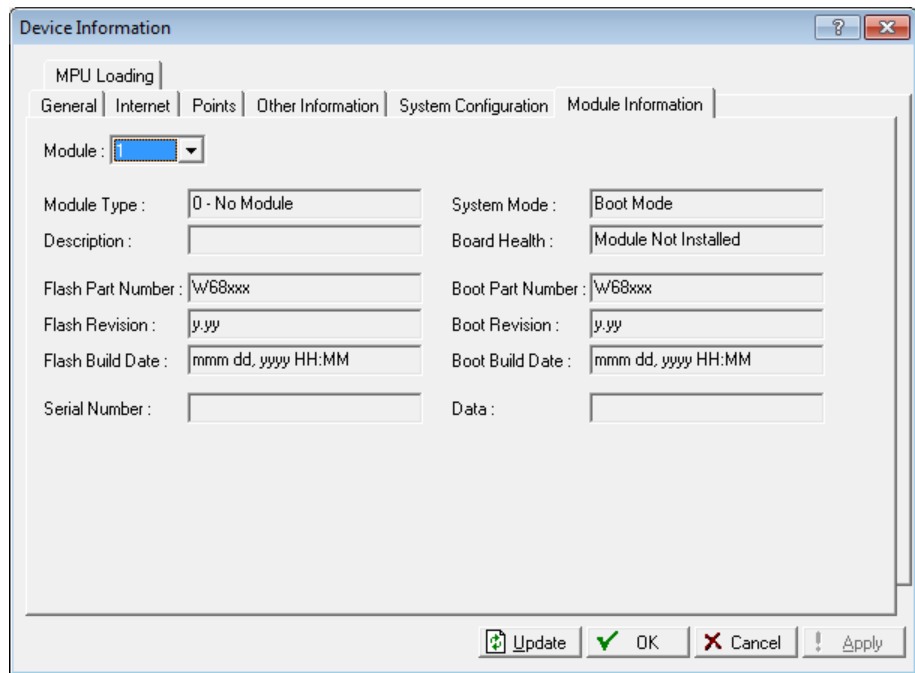 Device Information
MPU Loading
General Internet Points Other Information System Configuration Module Information
Module : 1
Module Type : 0 - No Module System Mode : Boot Mode
Description : Board Health : Module Not Installed
Flash Part Number : W68xxx Boot Part Number : W68xxx
Flash Revision : y.yy Boot Revision : y.yy
Flash Build Date : mmm dd, yyyy HH:MM Boot Build Date : mmm dd, yyyy HH:MM
Serial Number : Data :
Update OK Cancel Apply